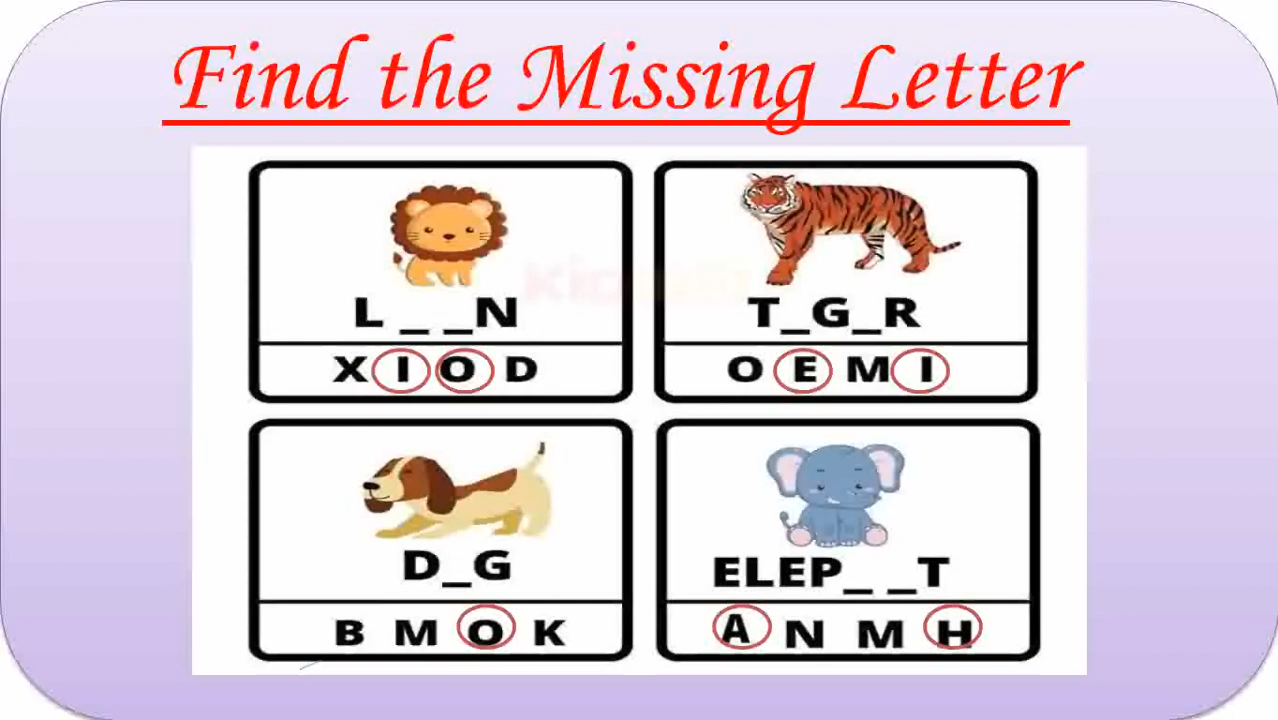 Find the Missing Letter
L _ _N
X I O D
T_G_R
O E M I
D_G
B M O K
ELEP_ _T
A N M H